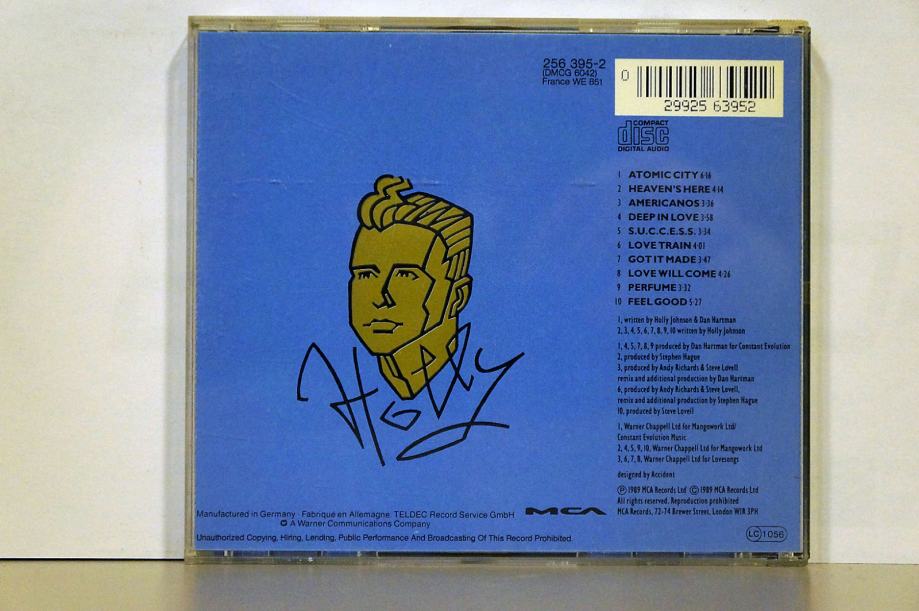 256 395-2
(DMCG 6042)
France WE 851
0
29925 63952
COMPACT
disc
DIGITAL AUDIO
1 ATOMIC CITY 6·16
2 HEAVEN'S HERE 4·14
3 AMERICANOS 3·36
4 DEEP IN LOVE 3·58
5 S.U.C.C.E.S.S. 3·34
6 LOVE TRAIN 4·01
7 GOT IT MADE 3·47
8 LOVE WILL COME 4·26
9 PERFUME 3·32
10 FEEL GOOD 5·27
1, written by Holly Johnson & Dan Hartman
2, 3, 4, 5, 6, 7, 8, 9, 10 written by Holly Johnson
1, 4, 5, 7, 8, 9 produced by Dan Hartman for Constant Evolution
2, produced by Stephen Hague
3, produced by Andy Richards & Steve Lovell
remix and additional production by Dan Hartman
6, produced by Andy Richards & Steve Lovell,
remix and additional production by Stephen Hague
10, produced by Steve Lovell
1, Warner Chappell Ltd for Mangowork Ltd/
Constant Evolution Music
2, 4, 5, 9, 10, Warner Chappell Ltd for Mangowork Ltd
3, 6, 7, 8, Warner Chappell Ltd for Lovesongs
designed by Accident
Ⓟ 1989 MCA Records Ltd © 1989 MCA Records Ltd
All rights reserved. Reproduction prohibited
MCA Records, 72-74 Brewer Street, London W1R 3PH
Holly
Manufactured in Germany · Fabriqué en Allemagne. TELDEC Record Service GmbH
A Warner Communications Company
MCA
Unauthorized Copying, Hiring, Lending, Public Performance And Broadcasting Of This Record Prohibited.
LC 1056